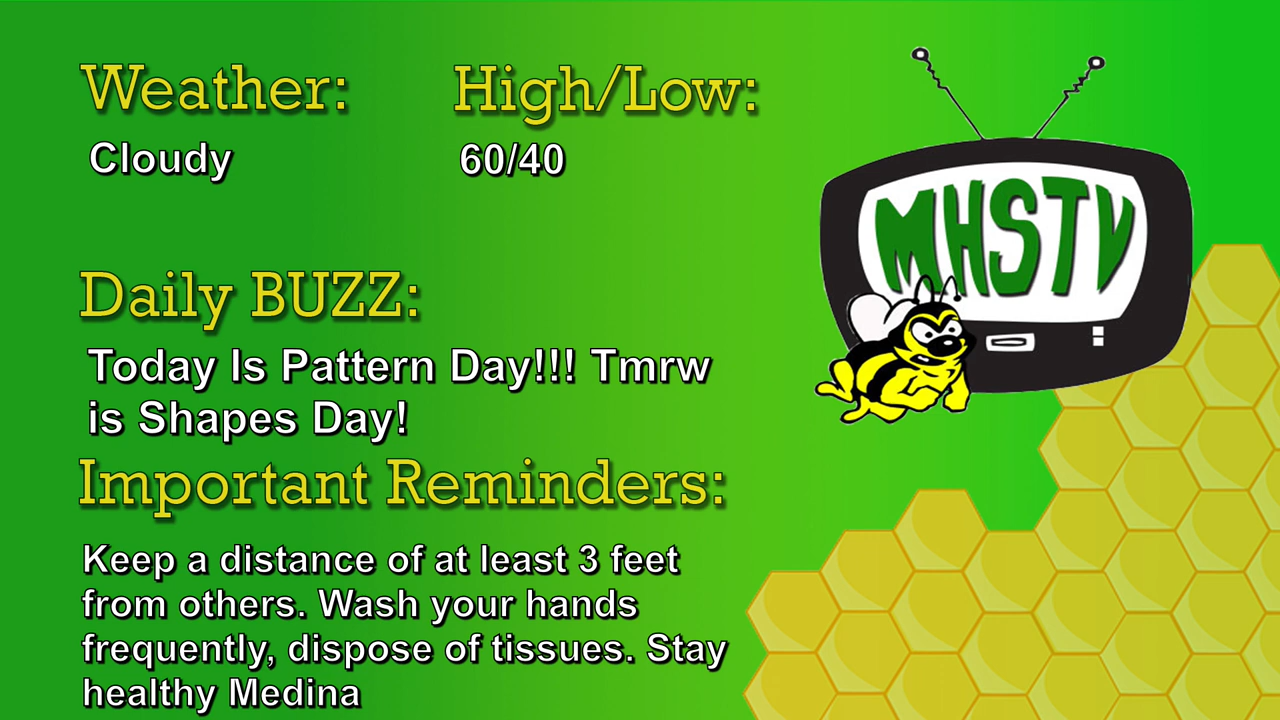 Weather:
High/Low:
Cloudy
60/40
MHSTV
Daily BUZZ:
Today Is Pattern Day!!! Tmrw
is Shapes Day!
Important Reminders:
Keep a distance of at least 3 feet
from others. Wash your hands
frequently, dispose of tissues. Stay
healthy Medina